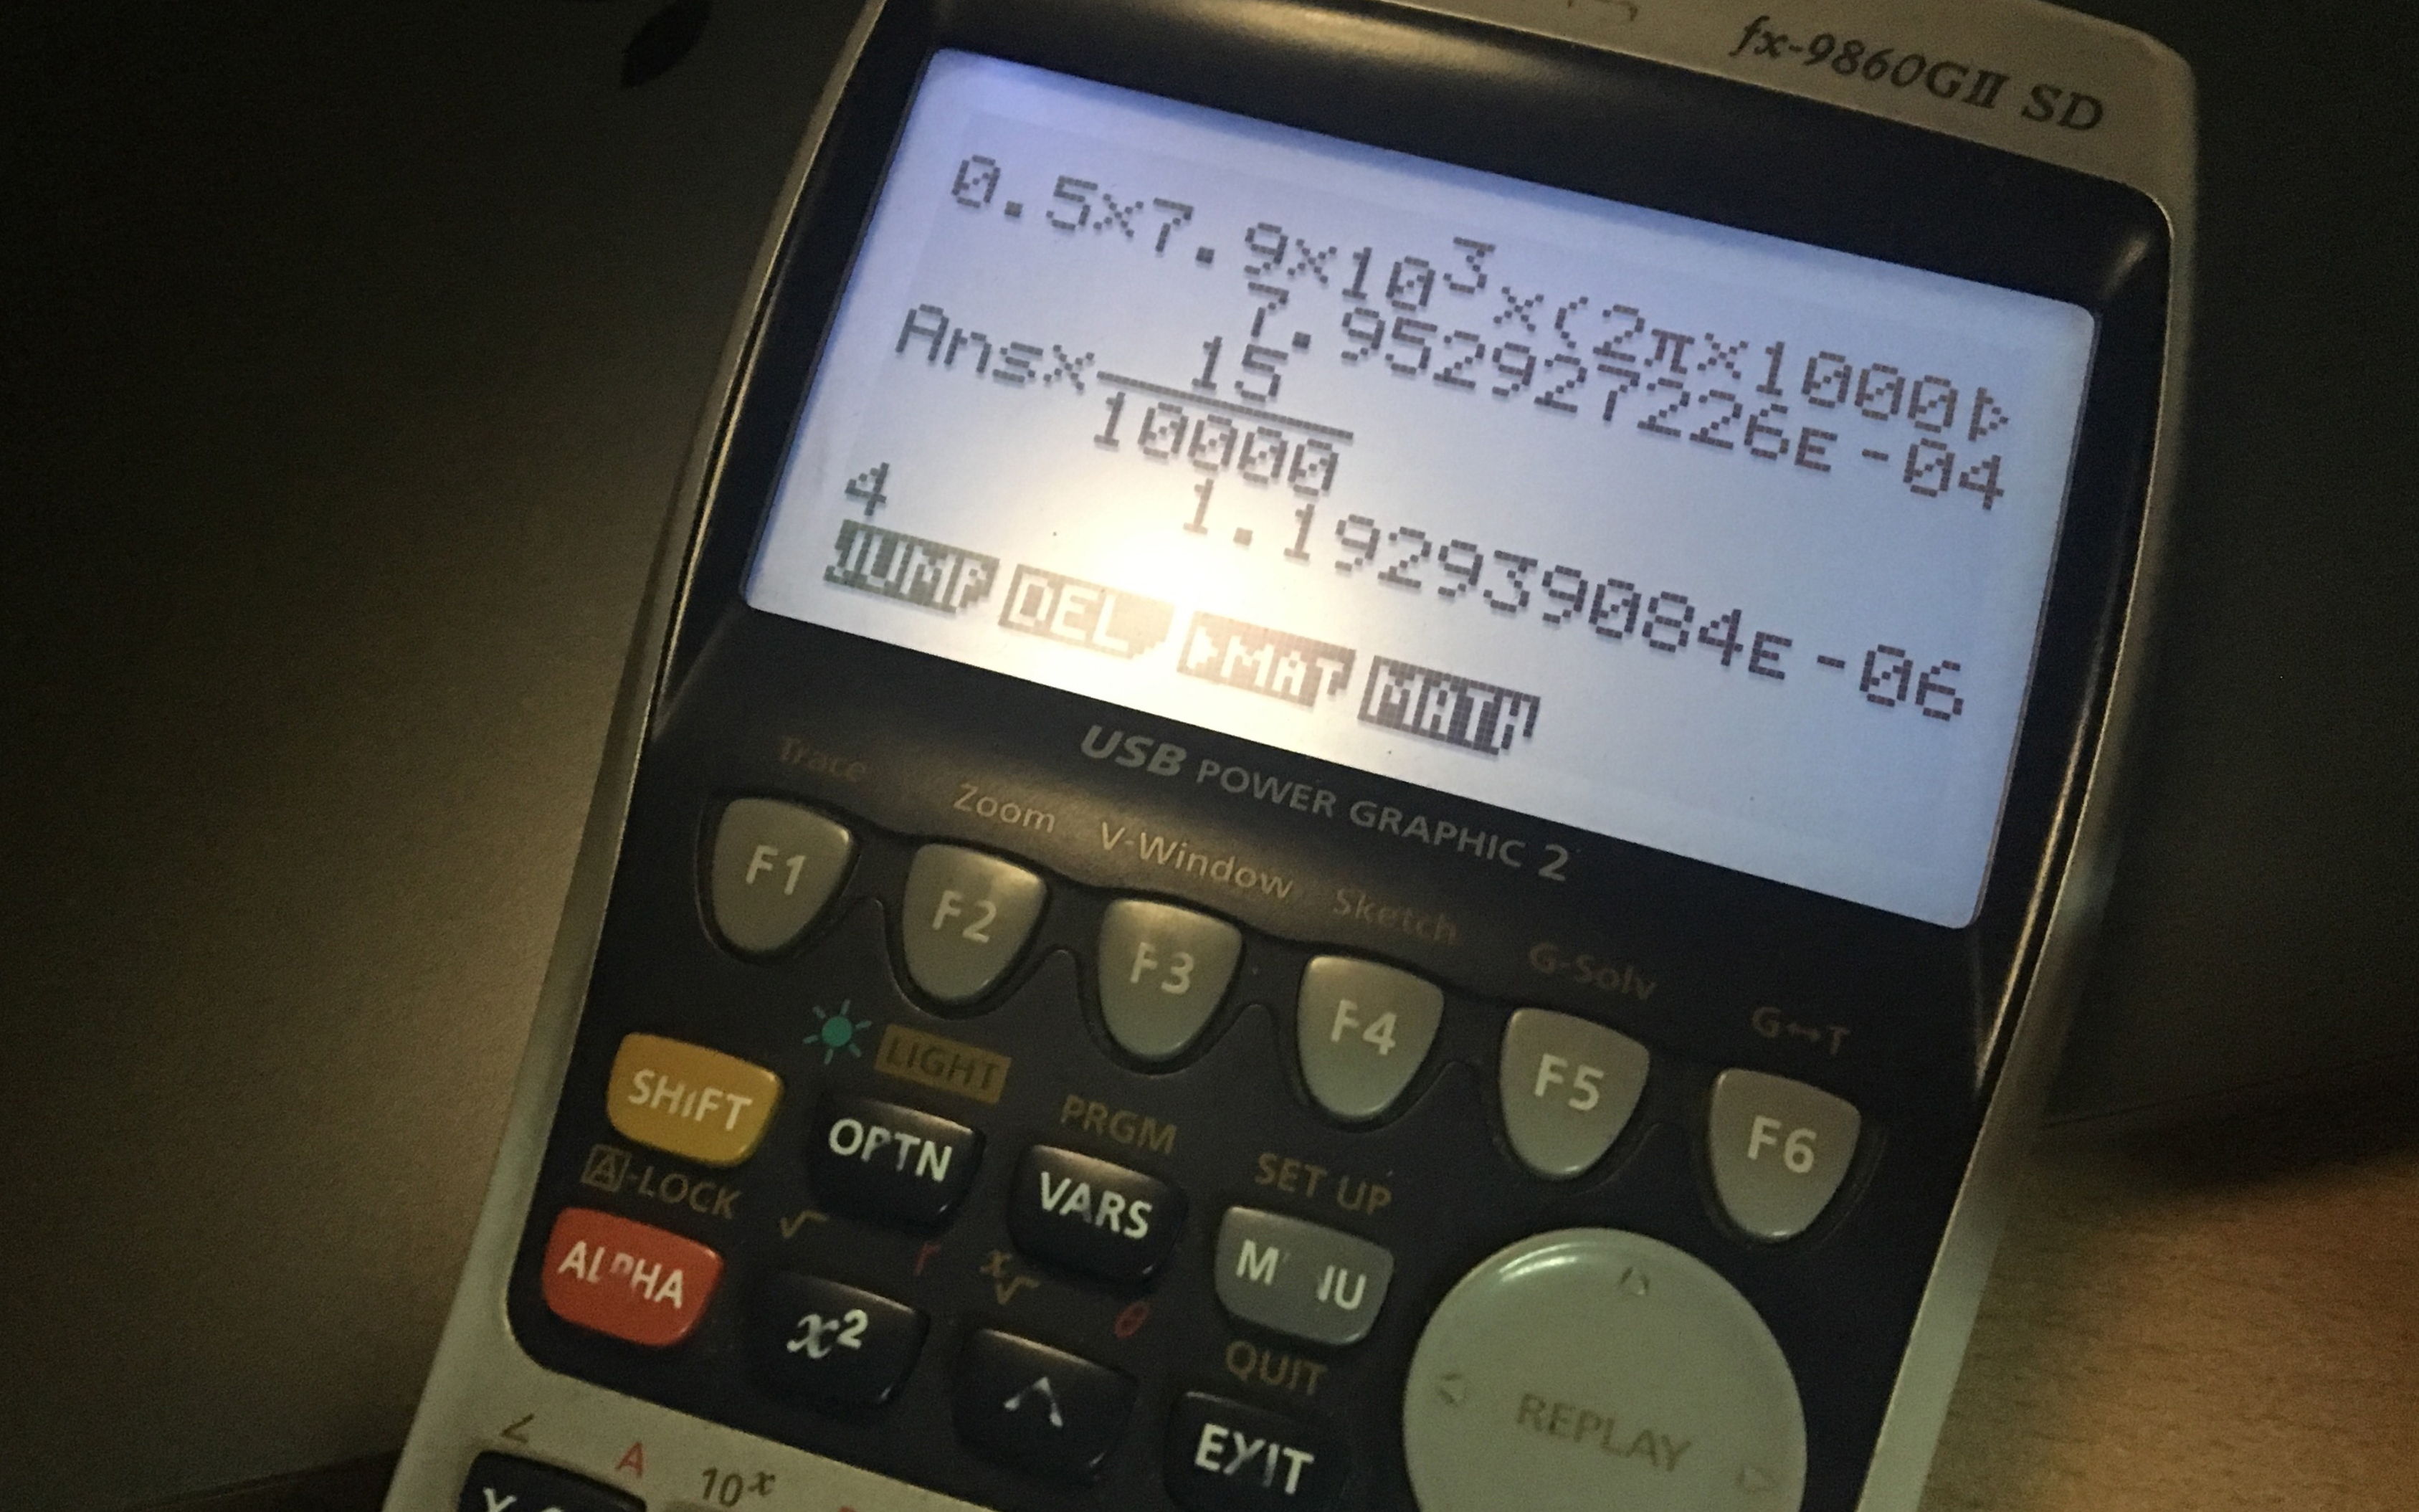 fx-9860GII SD
0.5×7.9×10³×(2π×1000▷
7.952927226E-04
Ans×15/10000
1.192939084E-06
4
JUMP DEL ▶MAT MATH
USB POWER GRAPHIC 2
Trace Zoom V-Window Sketch G-Solv G↔T
F1 F2 F3 F4 F5 F6
LIGHT PRGM SET UP
SHIFT OPTN VARS MENU
A-LOCK √ r x√ θ QUIT
ALPHA x² ^ EXIT
REPLAY
∠ A 10ˣ